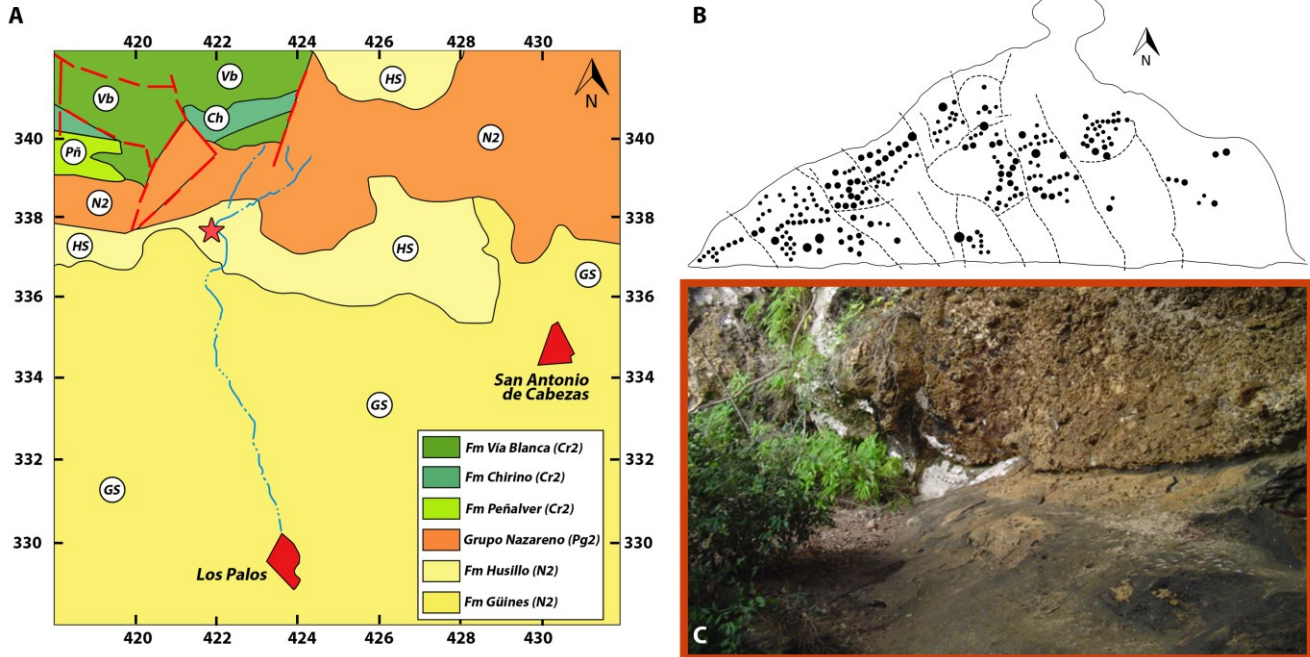 A
420 422 424 426 428 430
N
Vb
HS
Vb
Ch
340 340
N2
Pñ
N2
338 338
HS
HS
GS
336 336
334 334
San Antonio
de Cabezas
GS
332 332
GS
Fm Vía Blanca (Cr2)
Fm Chirino (Cr2)
Fm Peñalver (Cr2)
Grupo Nazareno (Pg2)
Fm Husillo (N2)
Fm Güines (N2)
330 330
Los Palos
420 422 424 426 428 430
B
N
C